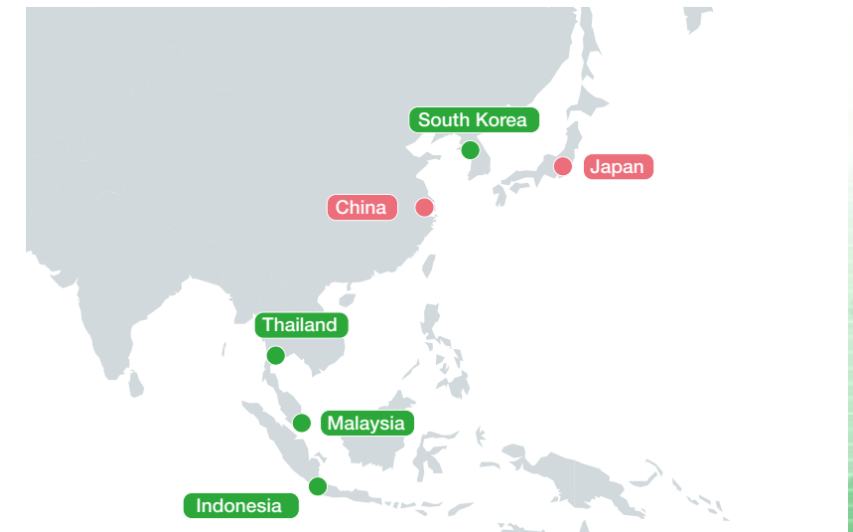 South Korea
Japan
China
Thailand
Malaysia
Indonesia